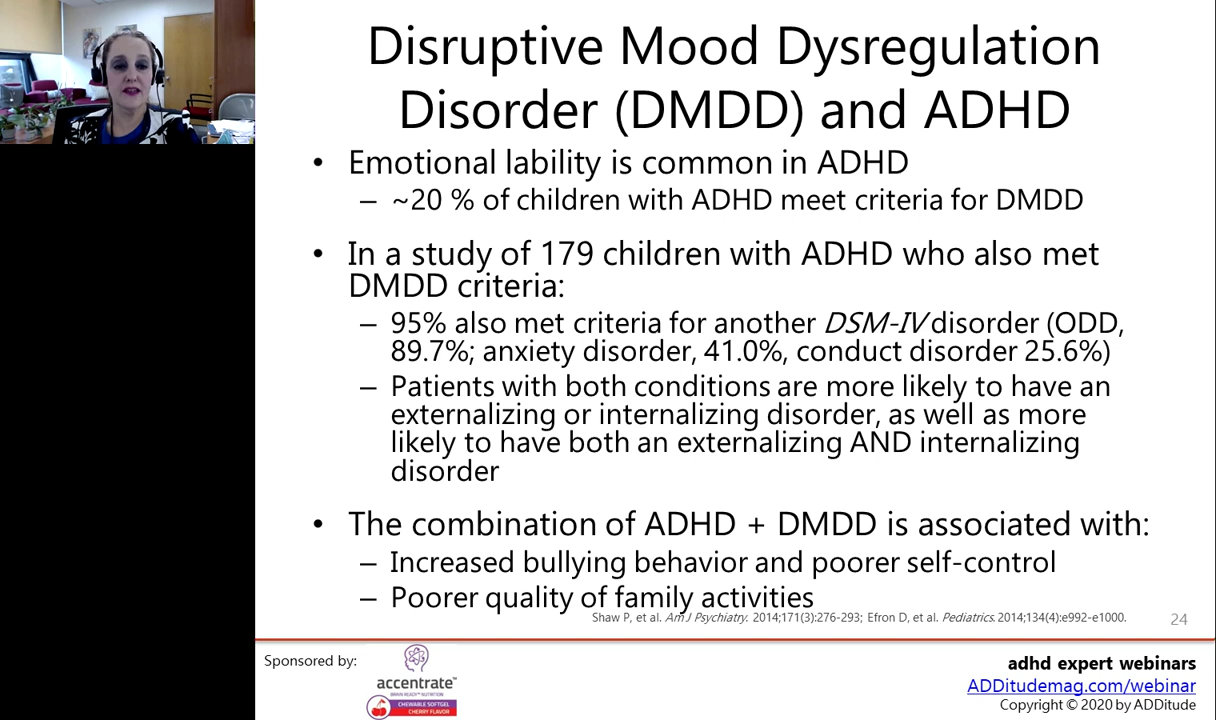 Disruptive Mood Dysregulation
Disorder (DMDD) and ADHD
• Emotional lability is common in ADHD
– ~20 % of children with ADHD meet criteria for DMDD
• In a study of 179 children with ADHD who also met
DMDD criteria:
– 95% also met criteria for another DSM-IV disorder (ODD,
89.7%; anxiety disorder, 41.0%, conduct disorder 25.6%)
– Patients with both conditions are more likely to have an
externalizing or internalizing disorder, as well as more
likely to have both an externalizing AND internalizing
disorder
• The combination of ADHD + DMDD is associated with:
– Increased bullying behavior and poorer self-control
– Poorer quality of family activities
Shaw P, et al. Am J Psychiatry. 2014;171(3):276-293; Efron D, et al. Pediatrics. 2014;134(4):e992-e1000.
24
Sponsored by:
accentrate™
BRAIN READY™ NUTRITION
CHEWABLE SOFTGEL
CHERRY FLAVOR
adhd expert webinars
ADDitudemag.com/webinar
Copyright © 2020 by ADDitude